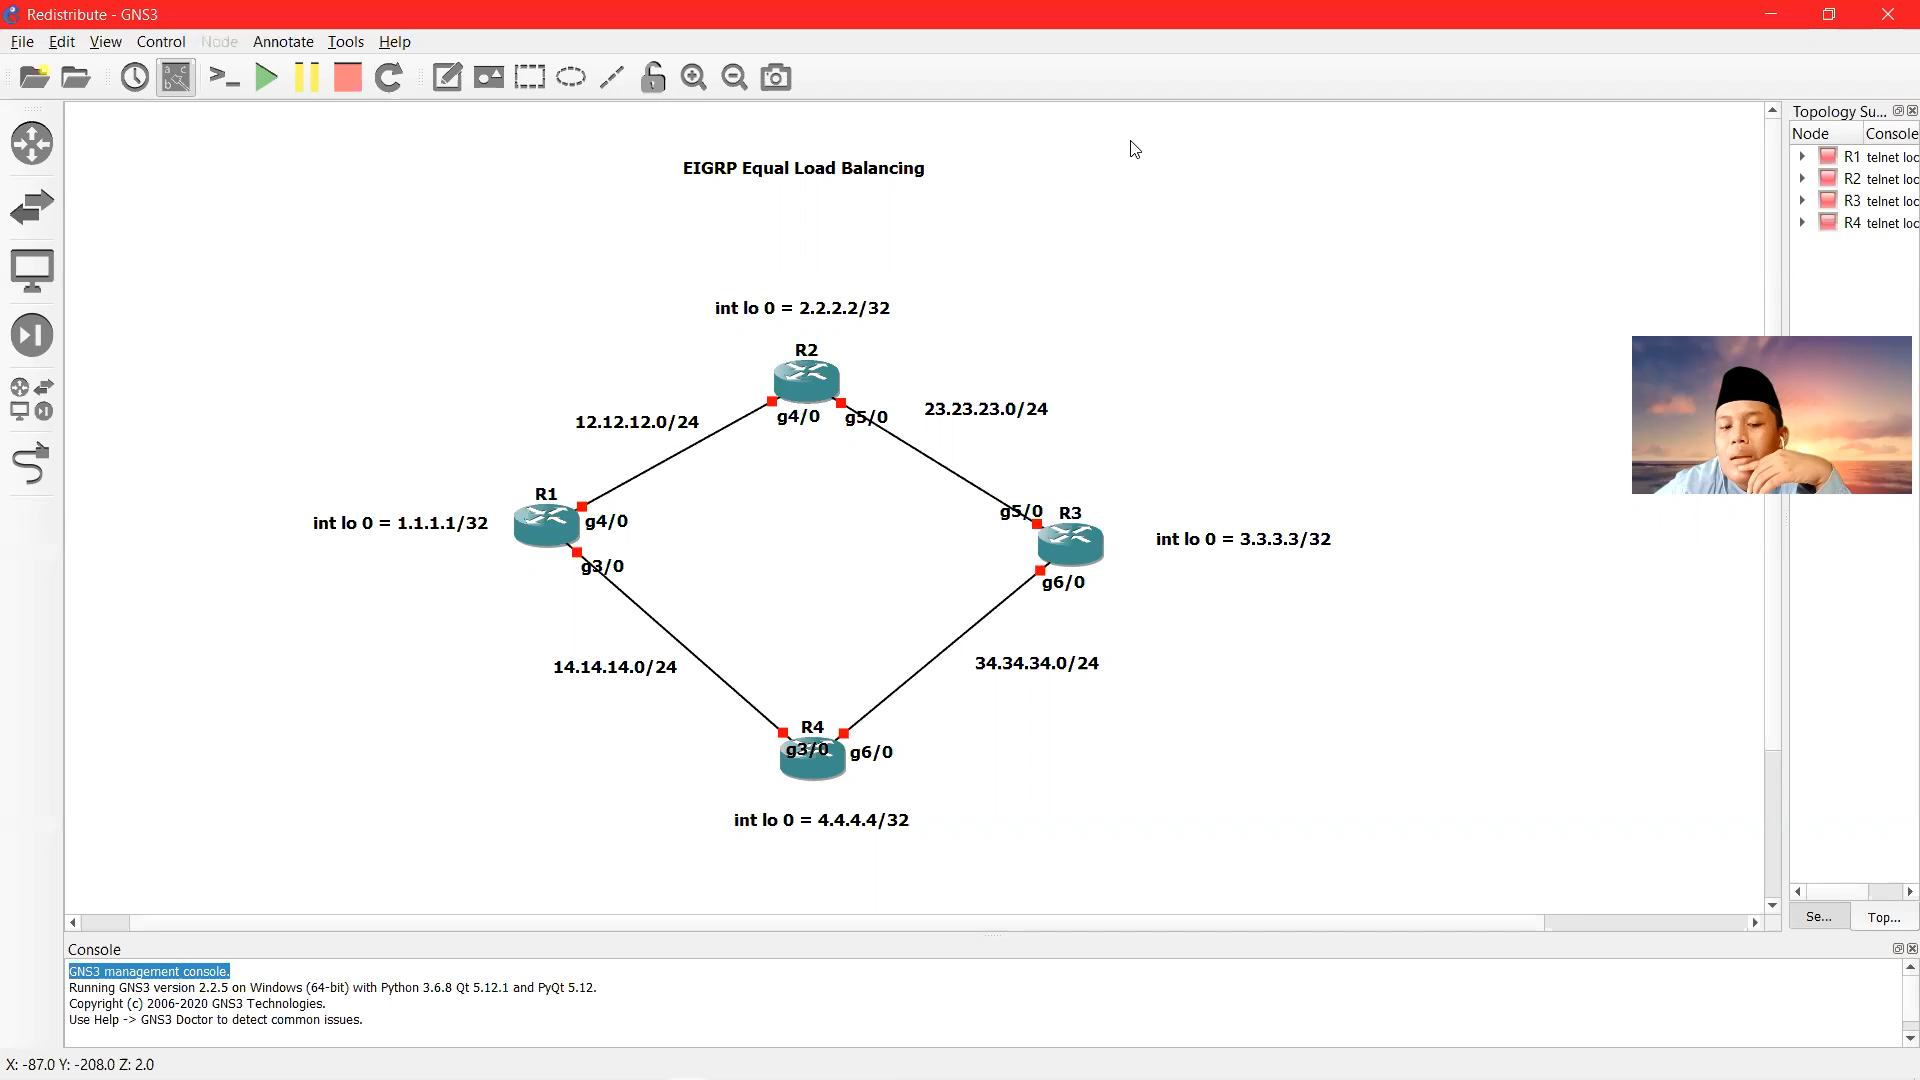 Redistribute - GNS3
File Edit View Control Node Annotate Tools Help
Topology Su...
Node Console
R1 telnet loc
R2 telnet loc
R3 telnet loc
R4 telnet loc
EIGRP Equal Load Balancing
int lo 0 = 2.2.2.2/32
R2
g4/0 g5/0
12.12.12.0/24
23.23.23.0/24
R1
g4/0
g3/0
int lo 0 = 1.1.1.1/32
g5/0 R3
g6/0
int lo 0 = 3.3.3.3/32
14.14.14.0/24
34.34.34.0/24
R4
g3/0 g6/0
int lo 0 = 4.4.4.4/32
Se... Top...
Console
GNS3 management console.
Running GNS3 version 2.2.5 on Windows (64-bit) with Python 3.6.8 Qt 5.12.1 and PyQt 5.12.
Copyright (c) 2006-2020 GNS3 Technologies.
Use Help -> GNS3 Doctor to detect common issues.
X: -87.0 Y: -208.0 Z: 2.0